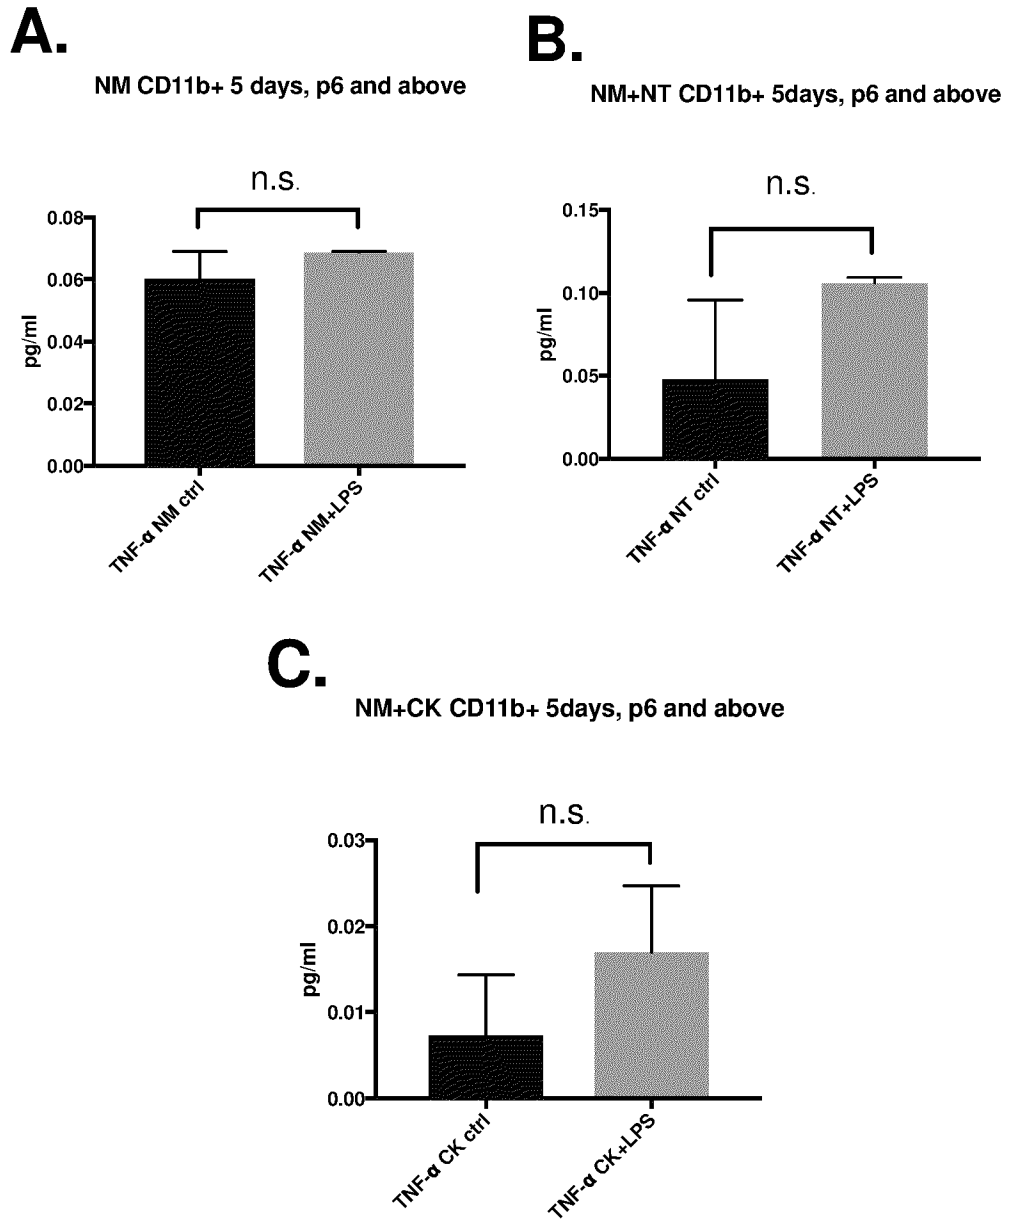 A.
NM CD11b+ 5 days, p6 and above
n.s.
0.08
0.06
0.04
0.02
0.00
pg/ml
TNF-α NM ctrl
TNF-α NM+LPS
B.
NM+NT CD11b+ 5days, p6 and above
n.s.
0.15
0.10
0.05
0.00
pg/ml
TNF-α NT ctrl
TNF-α NT+LPS
C.
NM+CK CD11b+ 5days, p6 and above
n.s.
0.03
0.02
0.01
0.00
pg/ml
TNF-α CK ctrl
TNF-α CK+LPS